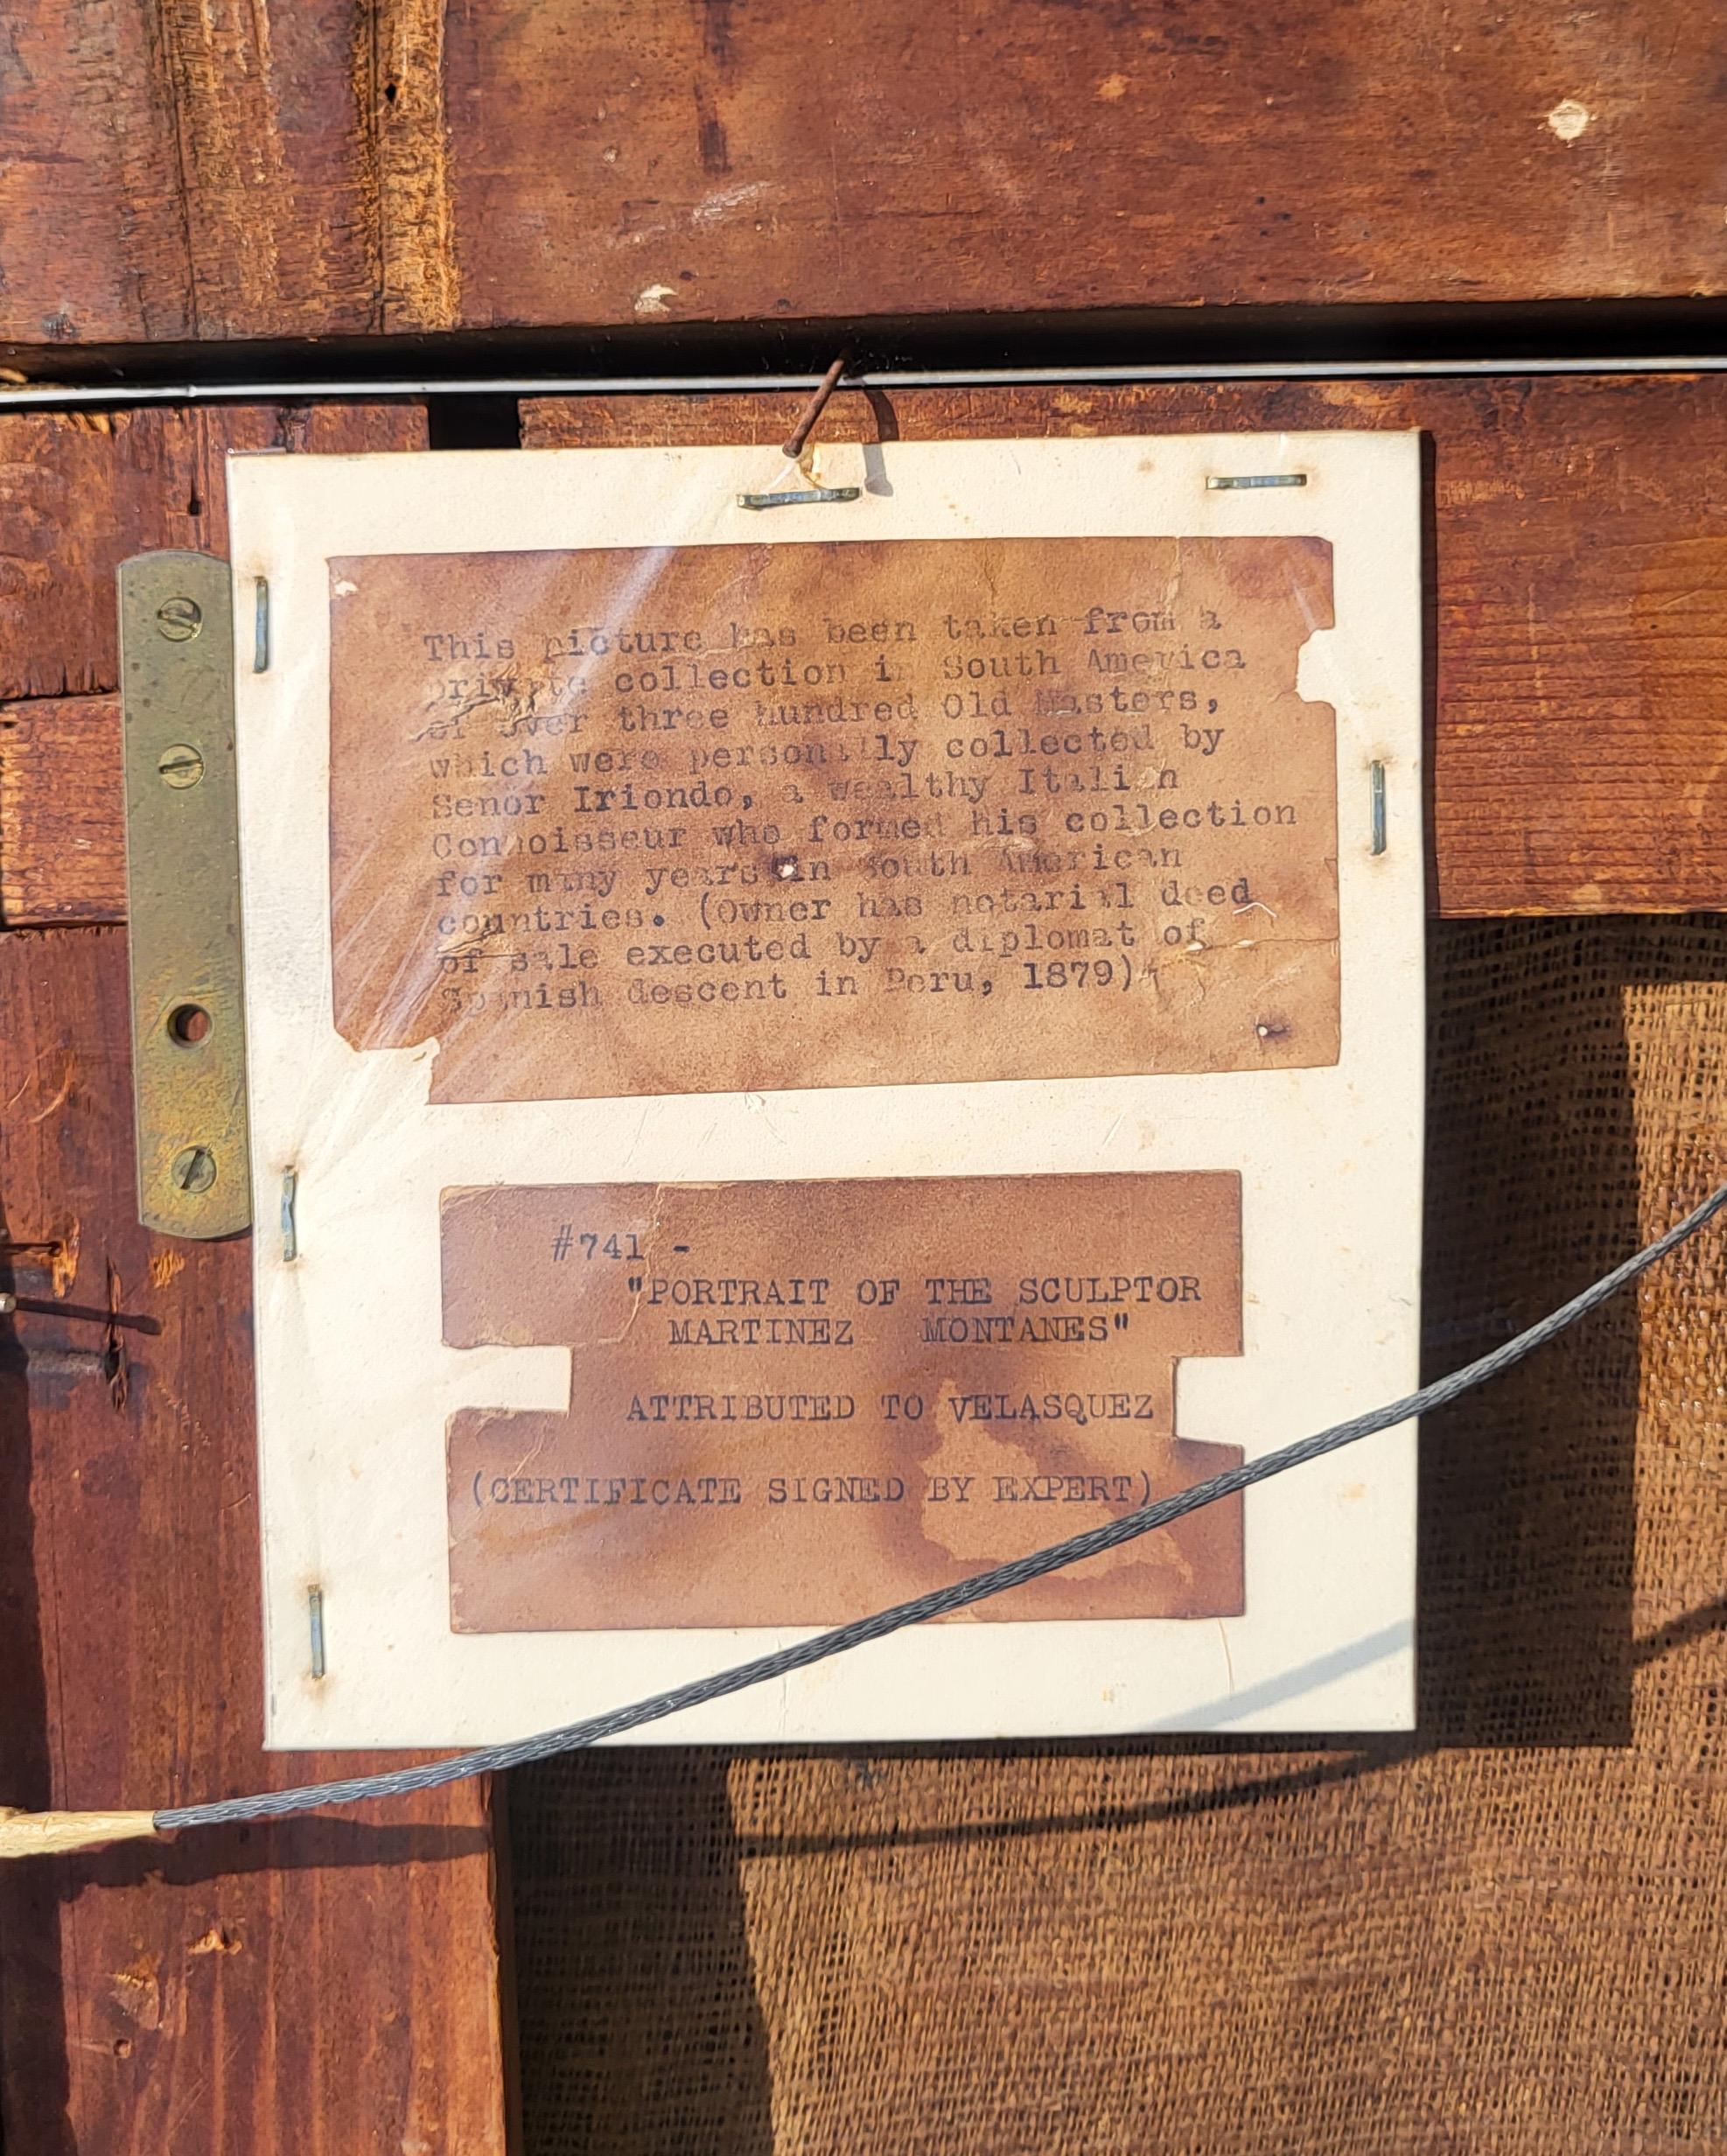 This picture has been taken from a
private collection in South America
of over three hundred Old Masters,
which were personally collected by
Senor Iriondo, a wealthy Italian
Connoisseur who formed his collection
for many years in South American
countries. (Owner has notarial deed
of sale executed by a diplomat of
Spanish descent in Peru, 1879)
#741 -
"PORTRAIT OF THE SCULPTOR
MARTINEZ MONTANES"
ATTRIBUTED TO VELASQUEZ
(CERTIFICATE SIGNED BY EXPERT)